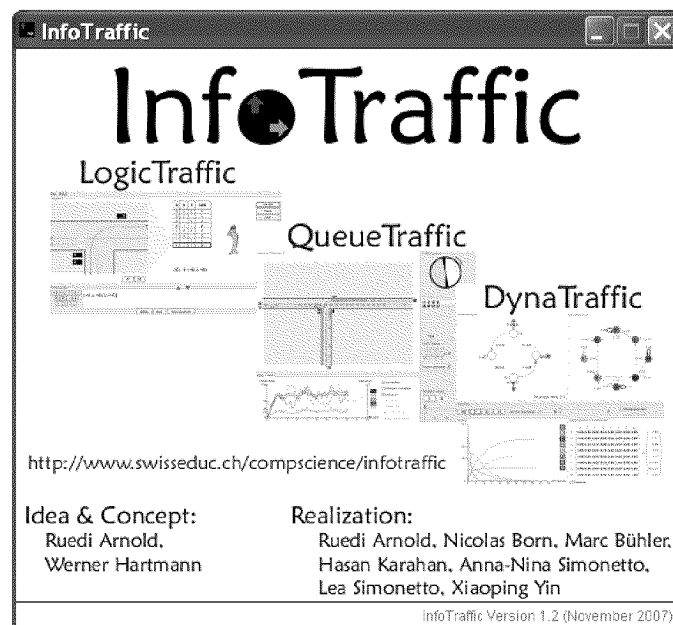 InfoTraffic
InfoTraffic
LogicTraffic
QueueTraffic
DynaTraffic
http://www.swisseduc.ch/compscience/infotraffic
Idea & Concept:
Ruedi Arnold,
Werner Hartmann
Realization:
Ruedi Arnold, Nicolas Born, Marc Bühler,
Hasan Karahan, Anna-Nina Simonetto,
Lea Simonetto, Xiaoping Yin
InfoTraffic Version 1.2 (November 2007)